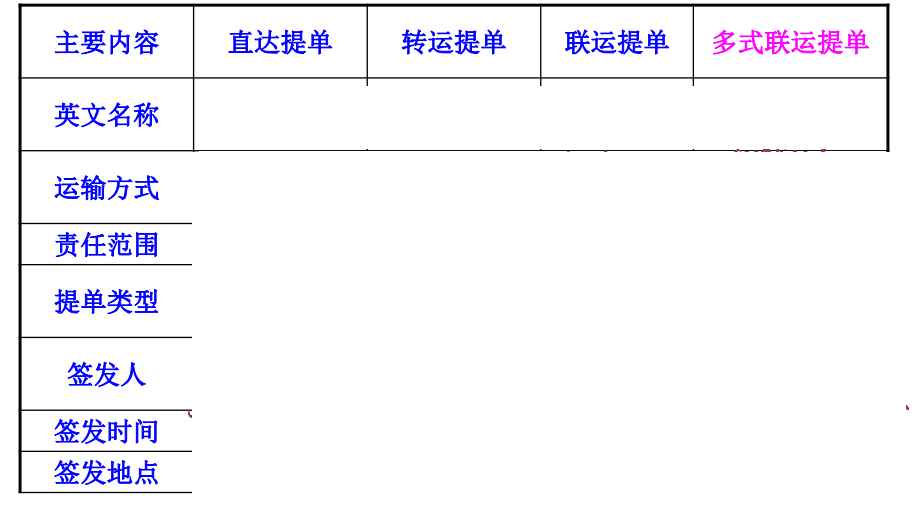 主要内容 直达提单 转运提单 联运提单 多式联运提单
英文名称
运输方式
责任范围
提单类型
签发人
签发时间
签发地点